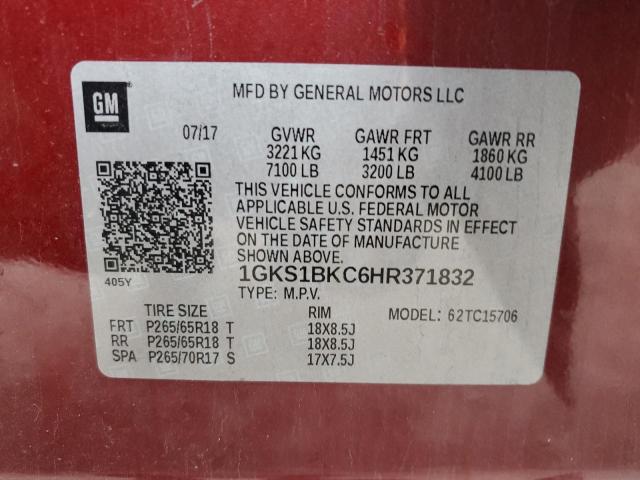 GM
MFD BY GENERAL MOTORS LLC
07/17 GVWR GAWR FRT GAWR RR
3221 KG 1451 KG 1860 KG
7100 LB 3200 LB 4100 LB
THIS VEHICLE CONFORMS TO ALL
APPLICABLE U.S. FEDERAL MOTOR
VEHICLE SAFETY STANDARDS IN EFFECT
ON THE DATE OF MANUFACTURE
SHOWN ABOVE.
405Y
1GKS1BKC6HR371832
TYPE: M.P.V.
TIRE SIZE RIM MODEL: 62TC15706
FRT P265/65R18 T 18X8.5J
RR P265/65R18 T 18X8.5J
SPA P265/70R17 S 17X7.5J